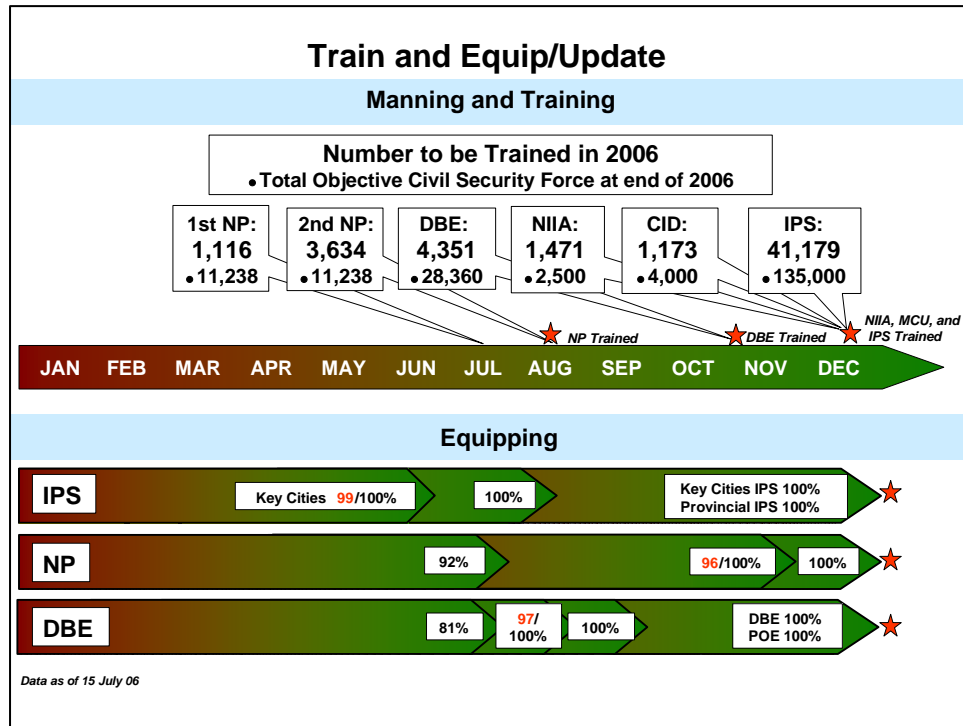 Train and Equip/Update
Manning and Training
Number to be Trained in 2006
• Total Objective Civil Security Force at end of 2006
1st NP:
1,116
• 11,238
2nd NP:
3,634
• 11,238
DBE:
4,351
• 28,360
NIIA:
1,471
• 2,500
CID:
1,173
• 4,000
IPS:
41,179
• 135,000
NP Trained
DBE Trained
NIIA, MCU, and
IPS Trained
JAN FEB MAR APR MAY JUN JUL AUG SEP OCT NOV DEC
Equipping
IPS
Key Cities 99/100%
100%
Key Cities IPS 100%
Provincial IPS 100%
NP
92%
96/100%
100%
DBE
81%
97/
100%
100%
DBE 100%
POE 100%
Data as of 15 July 06